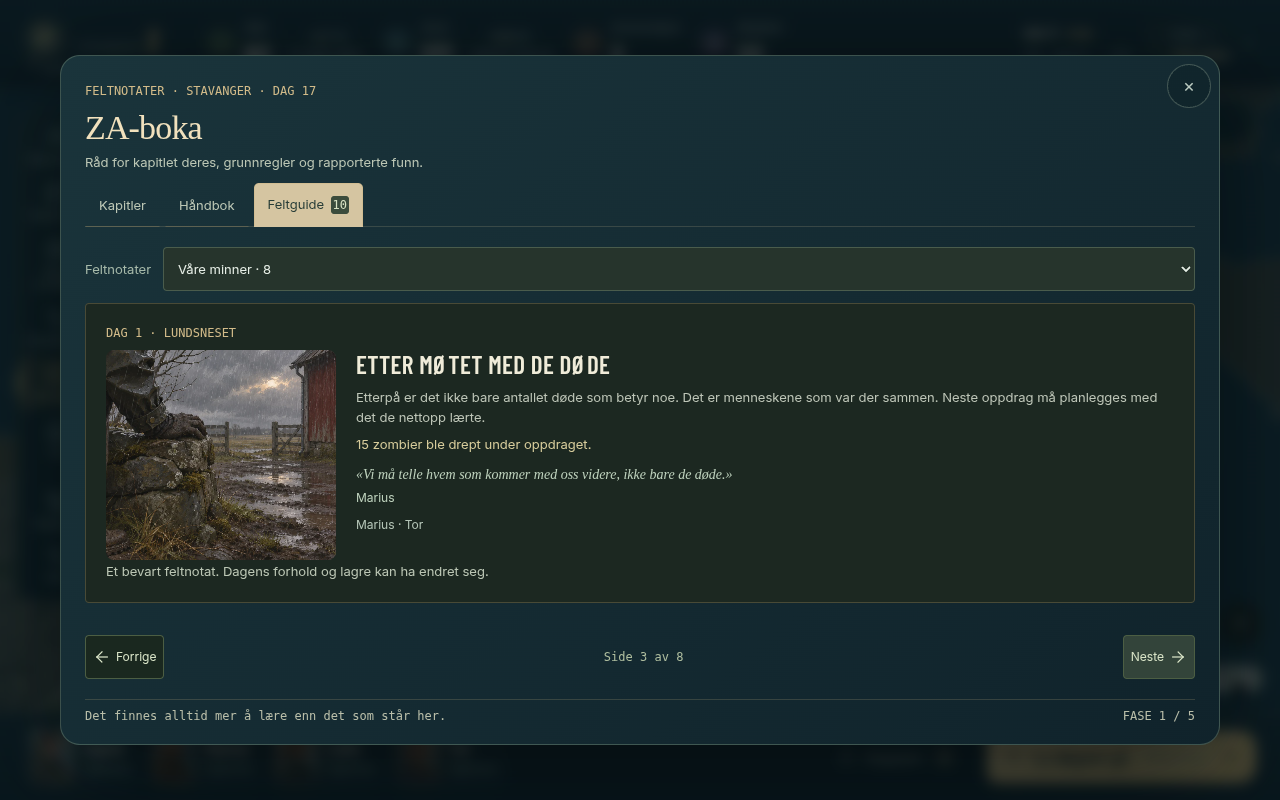 FELTNOTATER · STAVANGER · DAG 17
ZA-boka
Råd for kapitlet deres, grunnregler og rapporterte funn.
Kapitler
Håndbok
Feltguide 10
Feltnotater
Våre minner · 8
DAG 1 · LUNDSNESET
ETTER MØTET MED DE DØDE
Etterpå er det ikke bare antallet døde som betyr noe. Det er menneskene som var der sammen. Neste oppdrag må planlegges med
det de nettopp lærte.
15 zombier ble drept under oppdraget.
«Vi må telle hvem som kommer med oss videre, ikke bare de døde.»
Marius
Marius · Tor
Et bevart feltnotat. Dagens forhold og lagre kan ha endret seg.
← Forrige
Side 3 av 8
Neste →
Det finnes alltid mer å lære enn det som står her.
FASE 1 / 5